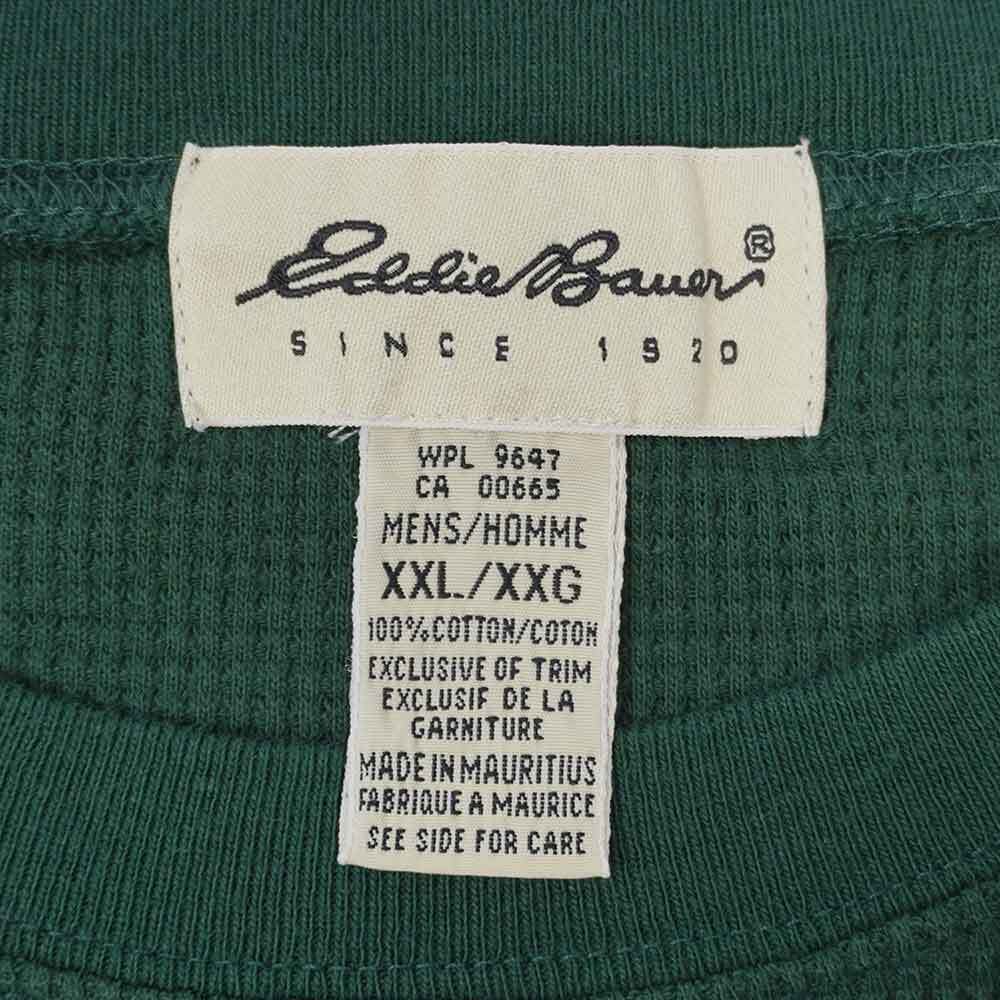 Eddie Bauer®
SINCE 1920
WPL 9647
CA 00665
MENS/HOMME
XXL/XXG
100%COTTON/COTON
EXCLUSIVE OF TRIM
EXCLUSIF DE LA
GARNITURE
MADE IN MAURITIUS
FABRIQUE A MAURICE
SEE SIDE FOR CARE